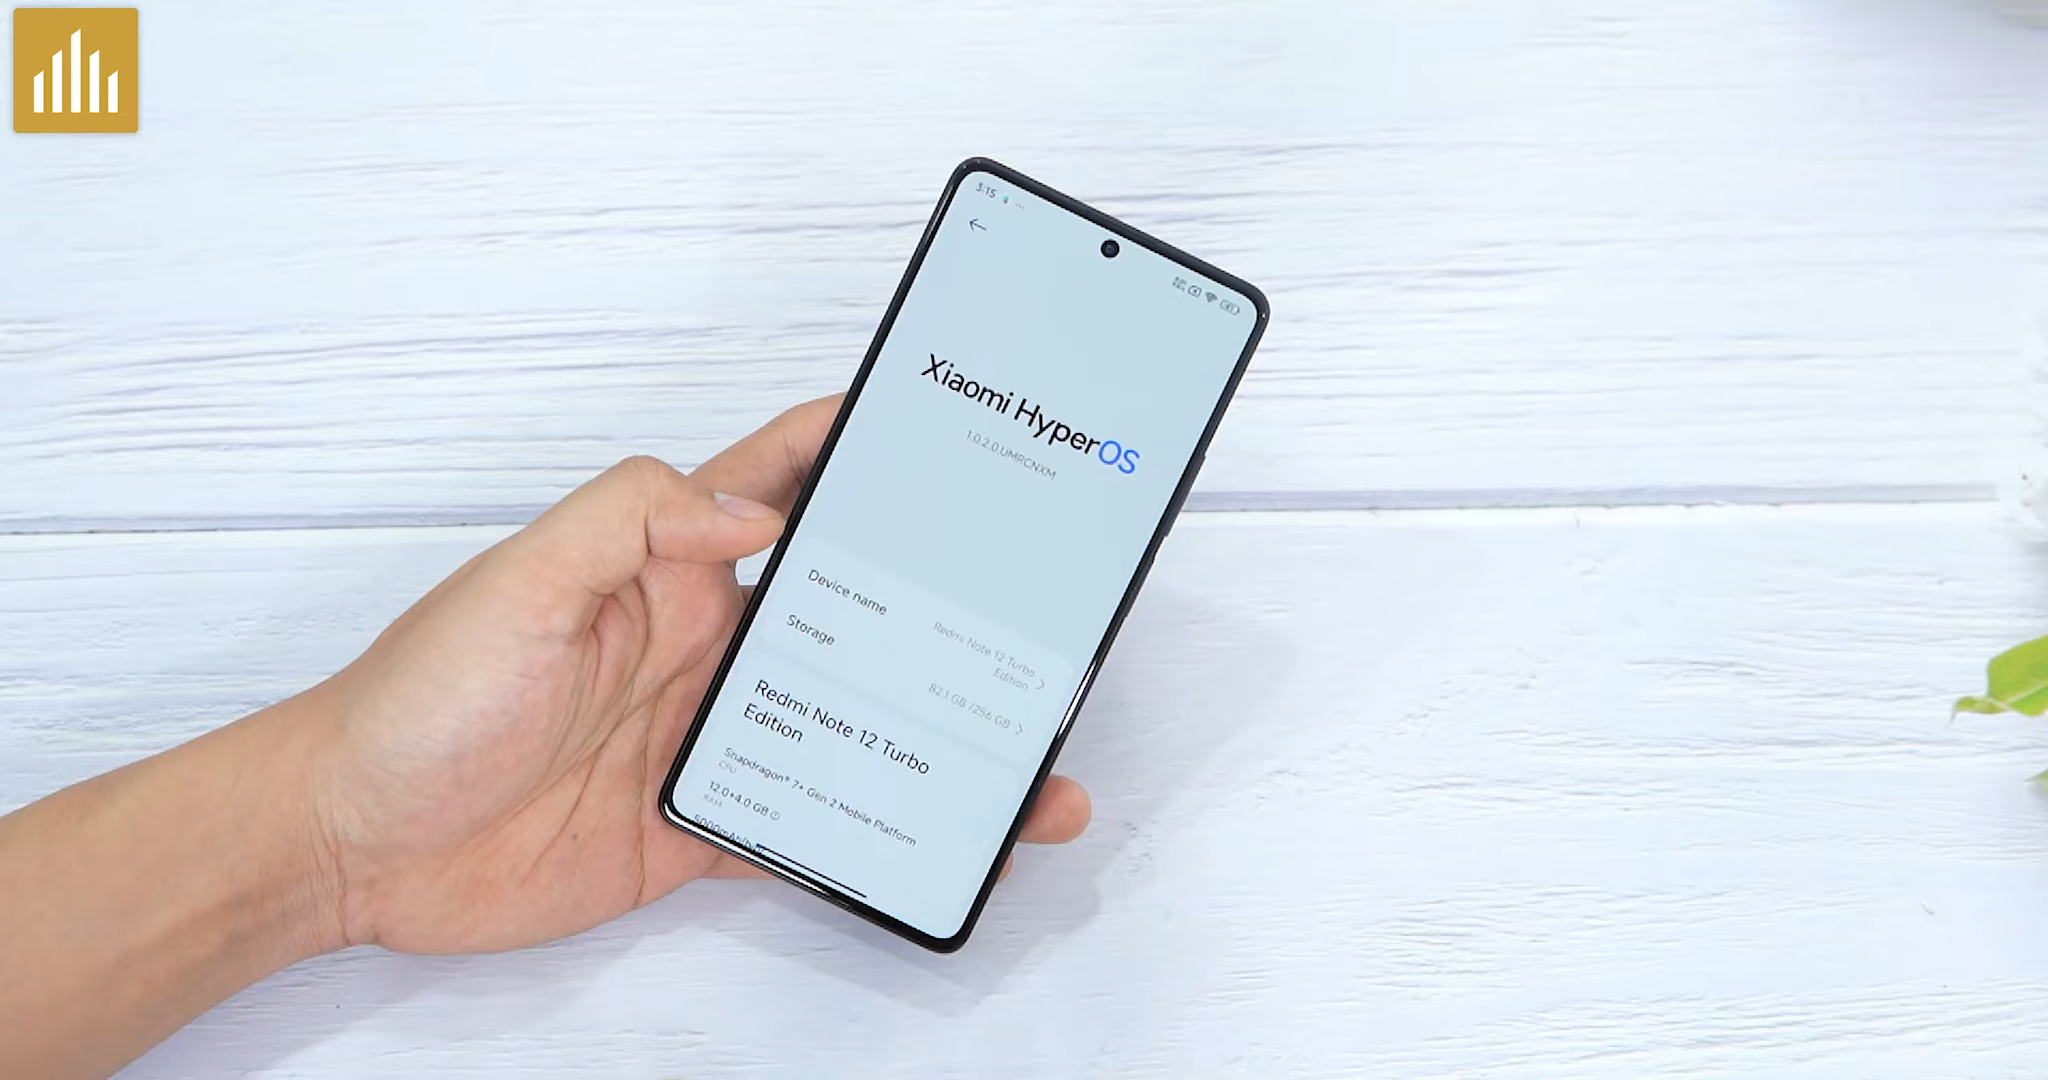 3:15
Xiaomi HyperOS
1.0.2.0.UMRCNXM
Device name
Redmi Note 12 Turbo
Edition
Storage
82.1 GB /256 GB
Redmi Note 12 Turbo
Edition
Snapdragon® 7+ Gen 2 Mobile Platform
CPU
12.0+4.0 GB
RAM
5000mAh